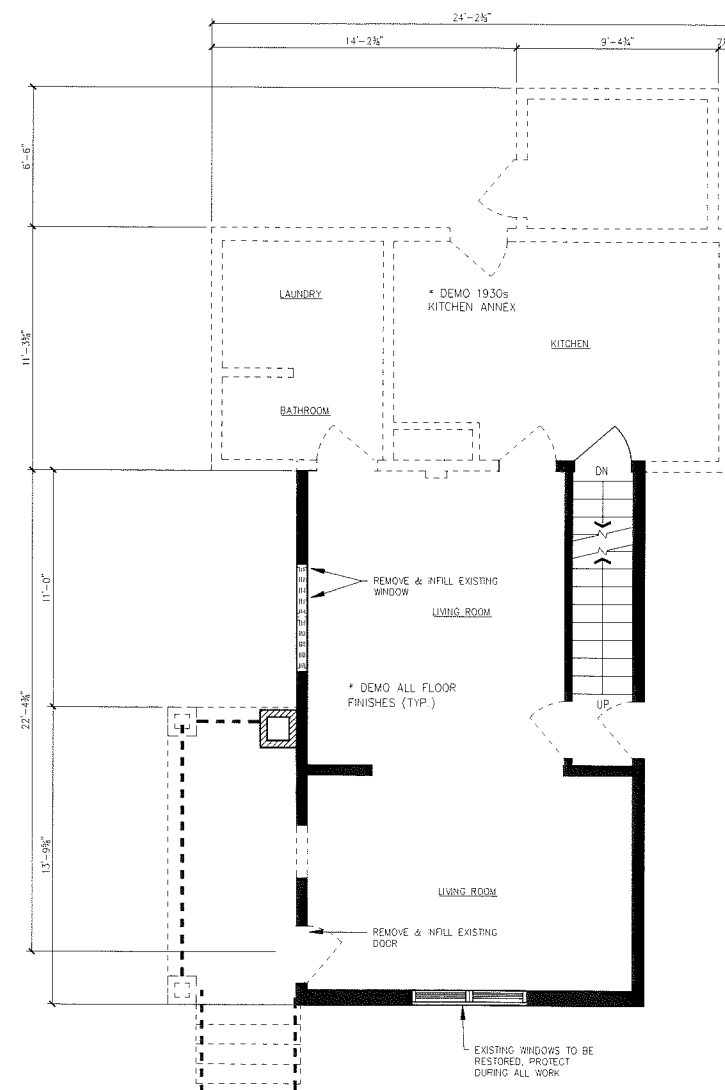 24'-2⅜"
14'-2⅜"
9'-4¾"
6'-6"
11'-3⅝"
LAUNDRY
* DEMO 1930s
KITCHEN ANNEX
KITCHEN
BATHROOM
DN
11'-0"
REMOVE & INFILL EXISTING
WINDOW
LIVING ROOM
* DEMO ALL FLOOR
FINISHES (TYP.)
UP
22'-4⅜"
13'-9⅝"
LIVING ROOM
REMOVE & INFILL EXISTING
DOOR
EXISTING WINDOWS TO BE
RESTORED, PROTECT
DURING ALL WORK